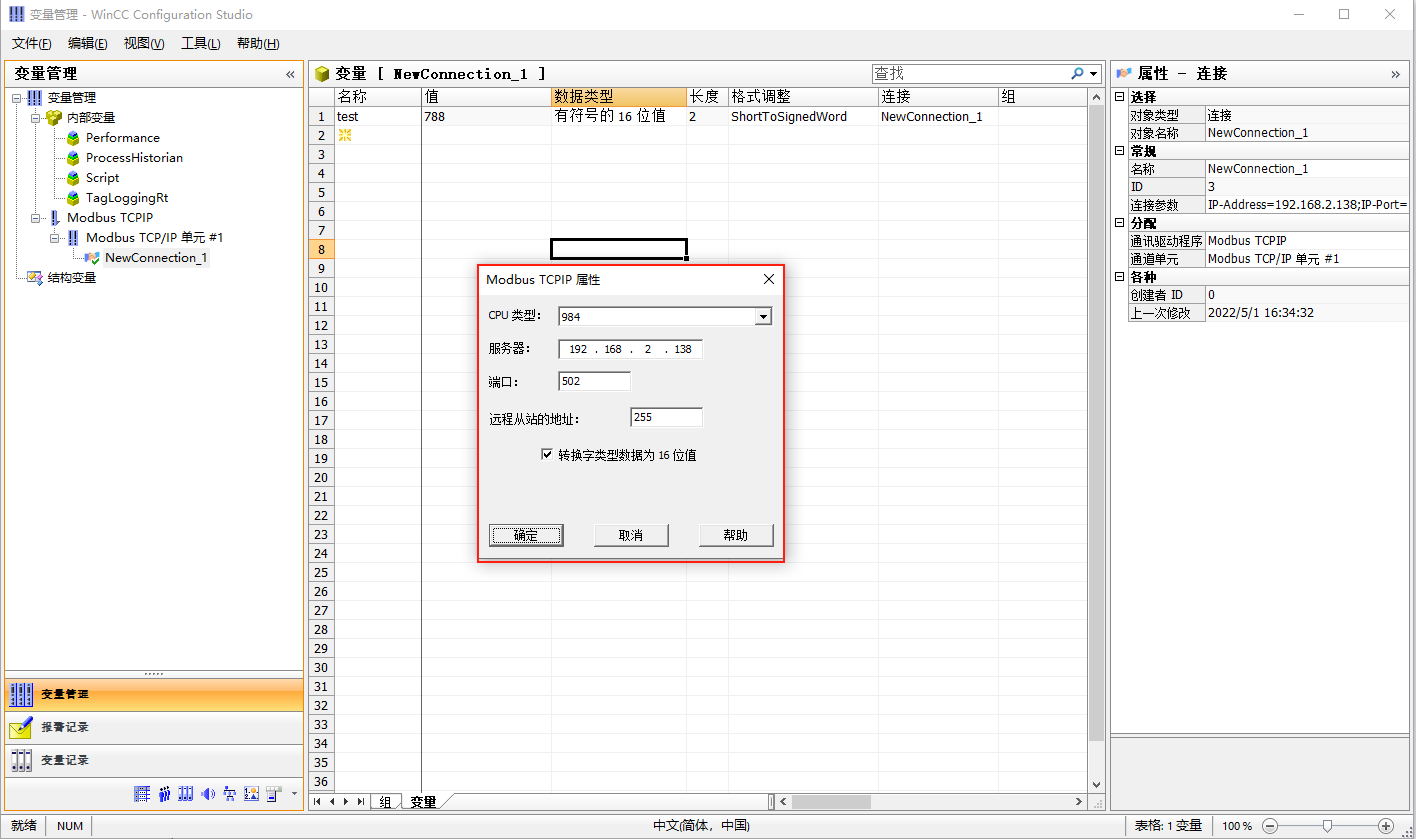 变量管理 - WinCC Configuration Studio
文件(F) 编辑(E) 视图(V) 工具(L) 帮助(H)
变量管理 «
变量管理
内部变量
Performance
ProcessHistorian
Script
TagLoggingRt
Modbus TCPIP
Modbus TCP/IP 单元 #1
NewConnection_1
结构变量
变量管理
报警记录
变量记录
变量 [ NewConnection_1 ]
查找
名称 值 数据类型 长度 格式调整 连接 组
1 test 788 有符号的 16 位值 2 ShortToSignedWord NewConnection_1
2
3
4
5
6
7
8
9
10
11
12
13
14
15
16
17
18
19
20
21
22
23
24
25
26
27
28
29
30
31
32
33
34
35
36
组 变量
Modbus TCPIP 属性
CPU 类型: 984
服务器: 192 . 168 . 2 . 138
端口: 502
远程从站的地址: 255
转换字类型数据为 16 位值
确定 取消 帮助
属性 - 连接 »
选择
对象类型 连接
对象名称 NewConnection_1
常规
名称 NewConnection_1
ID 3
连接参数 IP-Address=192.168.2.138;IP-Port=
分配
通讯驱动程序 Modbus TCPIP
通道单元 Modbus TCP/IP 单元 #1
各种
创建者 ID 0
上一次修改 2022/5/1 16:34:32
就绪 NUM 中文(简体，中国) 表格: 1 变量 100 %